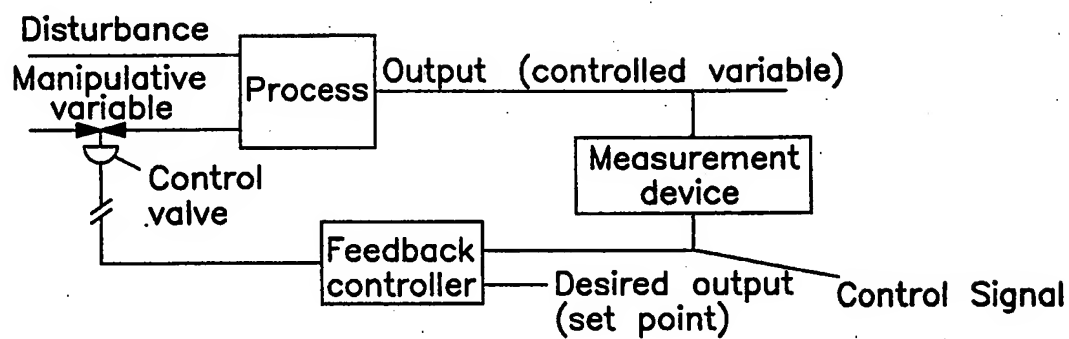 Disturbance
Manipulative
variable
Process
Output (controlled variable)
Measurement
device
Control
valve
Feedback
controller
Desired output
(set point)
Control Signal